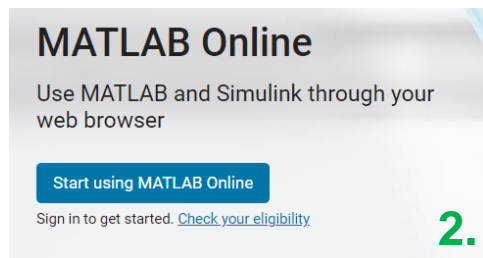 MATLAB Online
Use MATLAB and Simulink through your
web browser
Start using MATLAB Online
Sign in to get started. Check your eligibility
2.